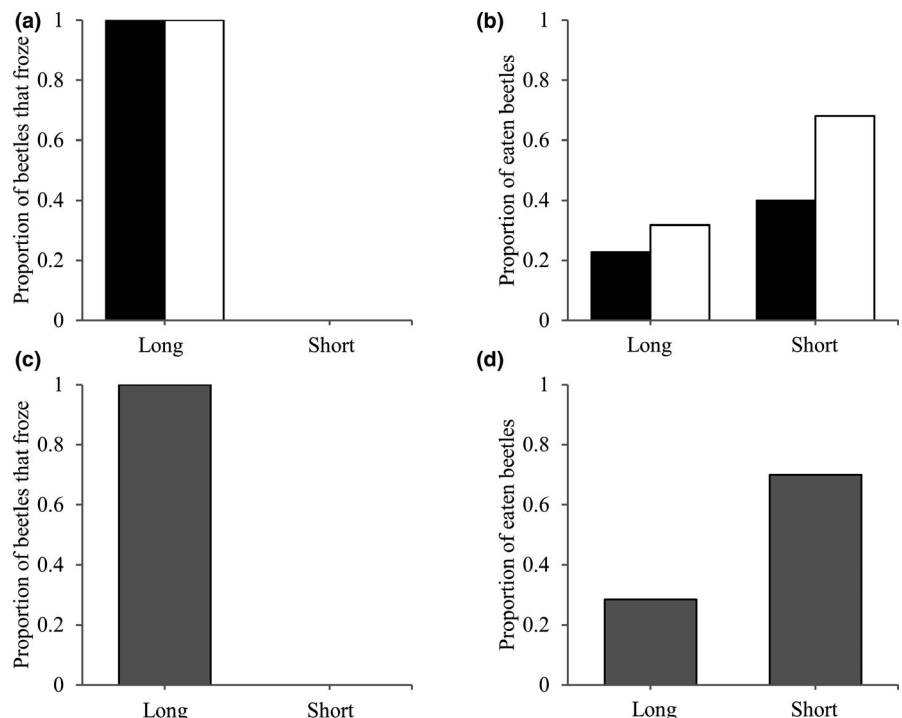 (a)
Proportion of beetles that froze
1
0.8
0.6
0.4
0.2
0
Long Short
(b)
Proportion of eaten beetles
1
0.8
0.6
0.4
0.2
0
Long Short
(c)
Proportion of beetles that froze
1
0.8
0.6
0.4
0.2
0
Long Short
(d)
Proportion of eaten beetles
1
0.8
0.6
0.4
0.2
0
Long Short